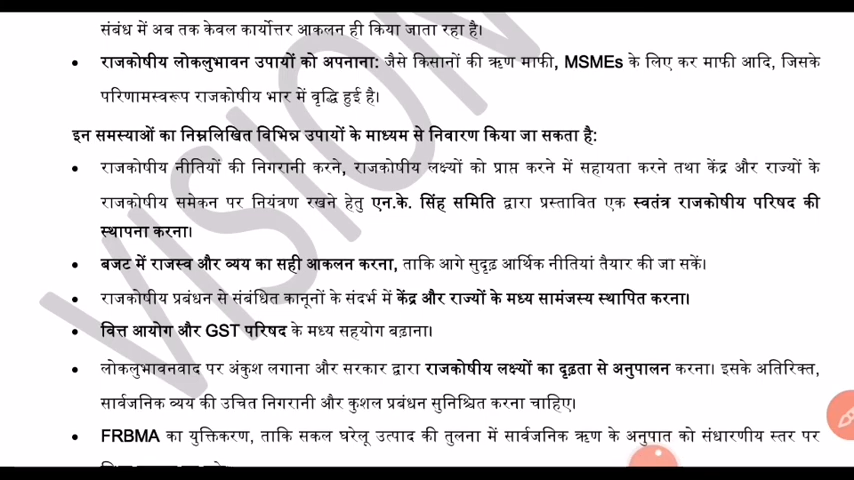 संबंध में अब तक केवल कार्योत्तर आकलन ही किया जाता रहा है।
• राजकोषीय लोकलुभावन उपायों को अपनाना: जैसे किसानों की ऋण माफी, MSMEs के लिए कर माफी आदि, जिसके
परिणामस्वरूप राजकोषीय भार में वृद्धि हुई है।
इन समस्याओं का निम्नलिखित विभिन्न उपायों के माध्यम से निवारण किया जा सकता है:
• राजकोषीय नीतियों की निगरानी करने, राजकोषीय लक्ष्यों को प्राप्त करने में सहायता करने तथा केंद्र और राज्यों के
राजकोषीय समेकन पर नियंत्रण रखने हेतु एन.के. सिंह समिति द्वारा प्रस्तावित एक स्वतंत्र राजकोषीय परिषद की
स्थापना करना।
• बजट में राजस्व और व्यय का सही आकलन करना, ताकि आगे सुदृढ़ आर्थिक नीतियां तैयार की जा सकें।
• राजकोषीय प्रबंधन से संबंधित कानूनों के संदर्भ में केंद्र और राज्यों के मध्य सामंजस्य स्थापित करना।
• वित्त आयोग और GST परिषद के मध्य सहयोग बढ़ाना।
• लोकलुभावनवाद पर अंकुश लगाना और सरकार द्वारा राजकोषीय लक्ष्यों का दृढ़ता से अनुपालन करना। इसके अतिरिक्त,
सार्वजनिक व्यय की उचित निगरानी और कुशल प्रबंधन सुनिश्चित करना चाहिए।
• FRBMA का युक्तिकरण, ताकि सकल घरेलू उत्पाद की तुलना में सार्वजनिक ऋण के अनुपात को संधारणीय स्तर पर
VISION